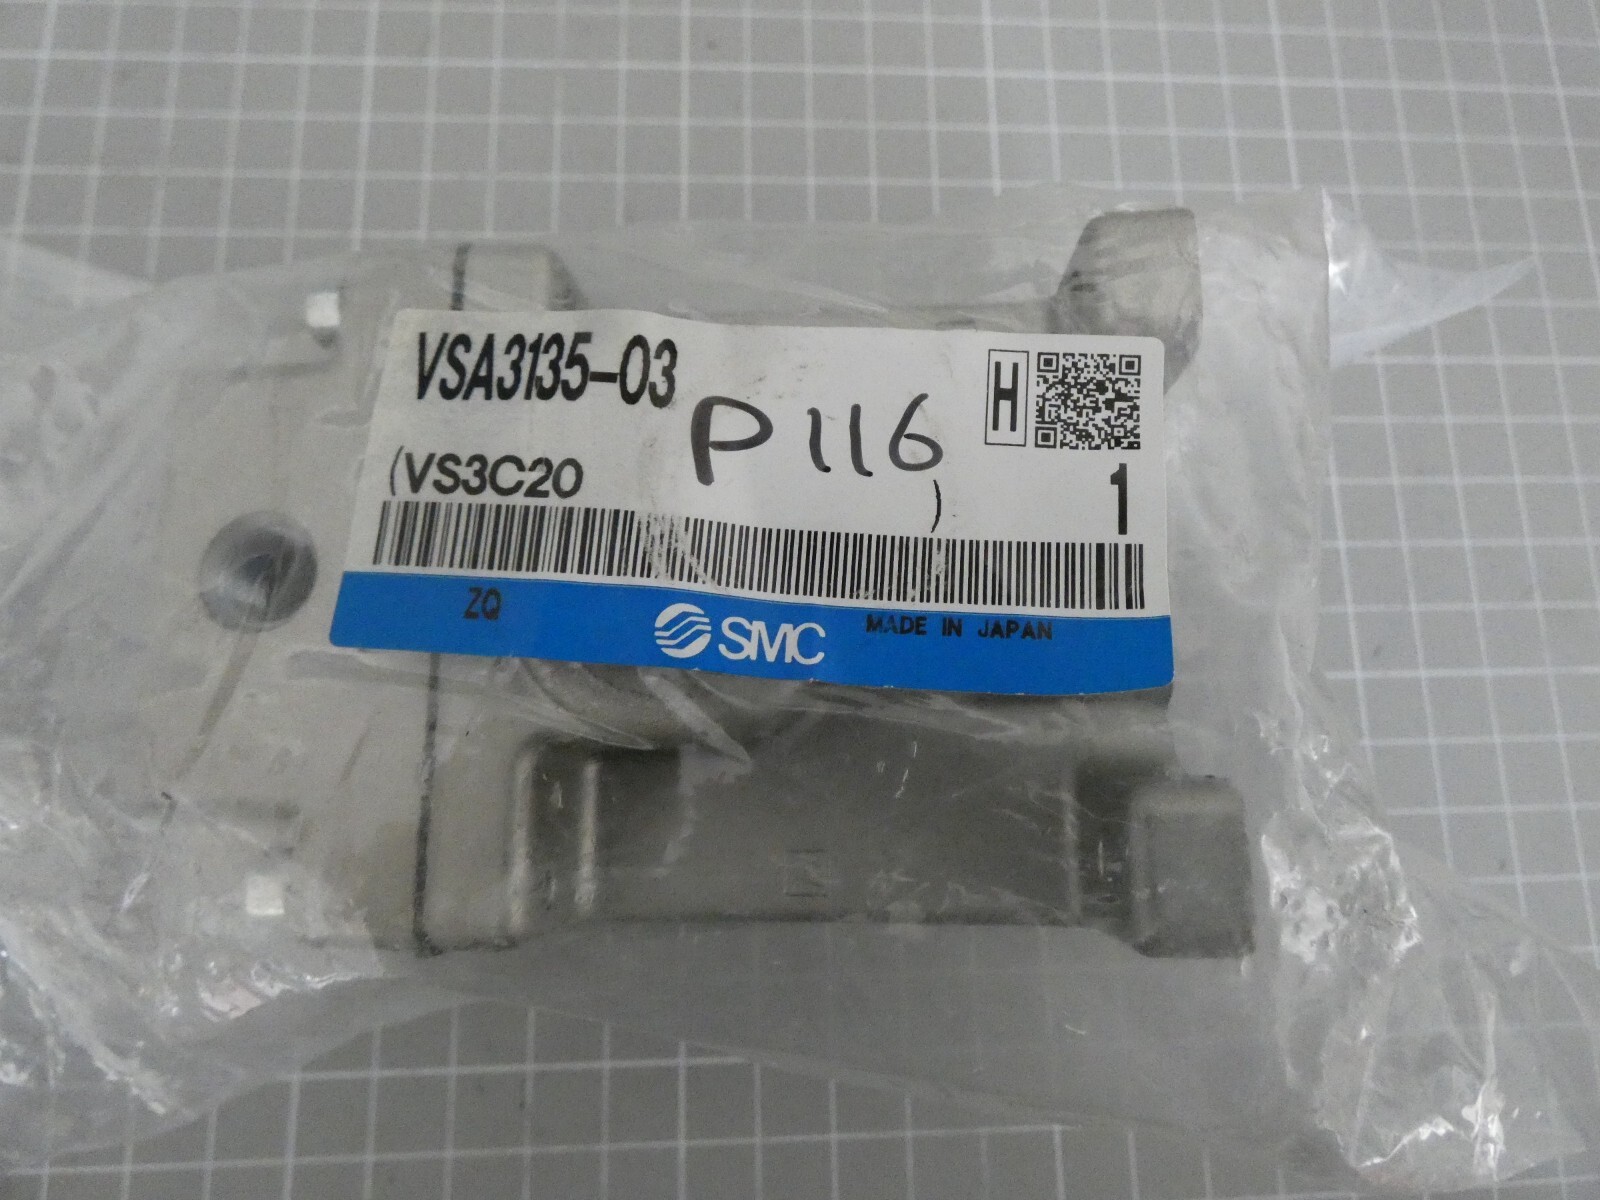 VSA3135-03
P116
H
(VS3C20 )
1
ZQ
SMC
MADE IN JAPAN